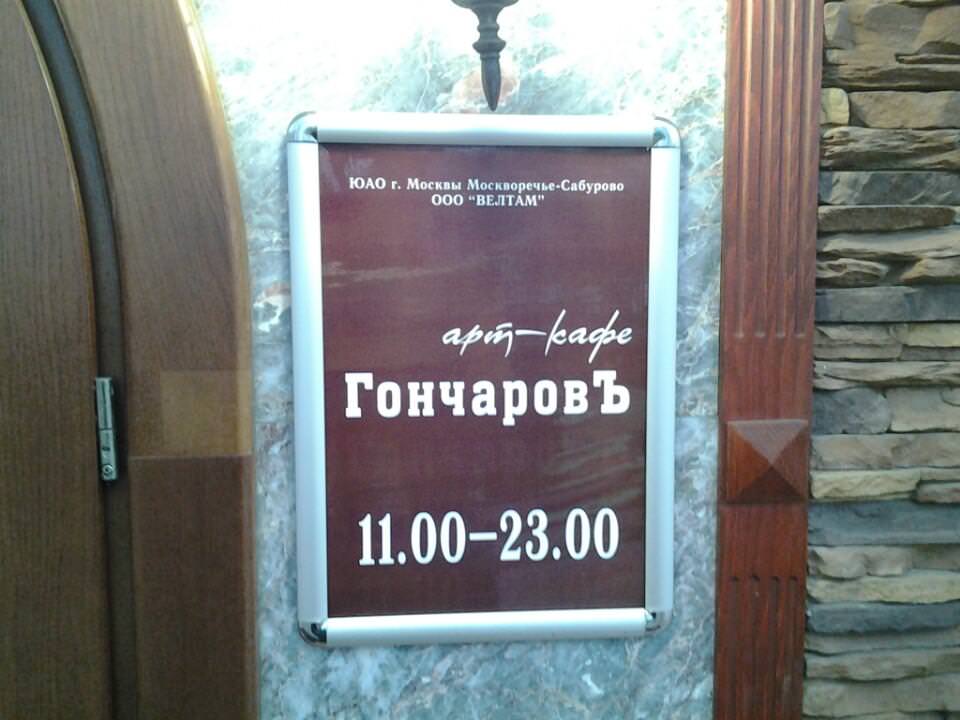 ЮАО г. Москвы Москворечье-Сабурово
ООО "ВЕЛТАМ"
арт-кафе
ГончаровЪ
11.00-23.00